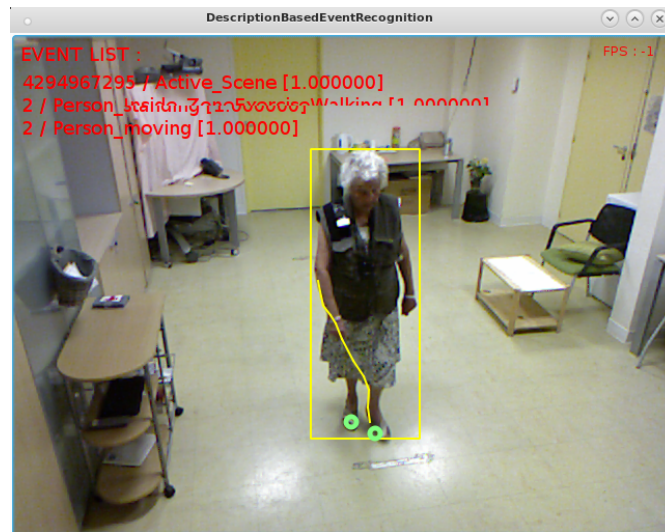 DescriptionBasedEventRecognition
EVENT LIST :
FPS : -1
4294967295 / Active_Scene [1.000000]
2 / Person_ Walking [1.000000]
2 / Person_moving [1.000000]